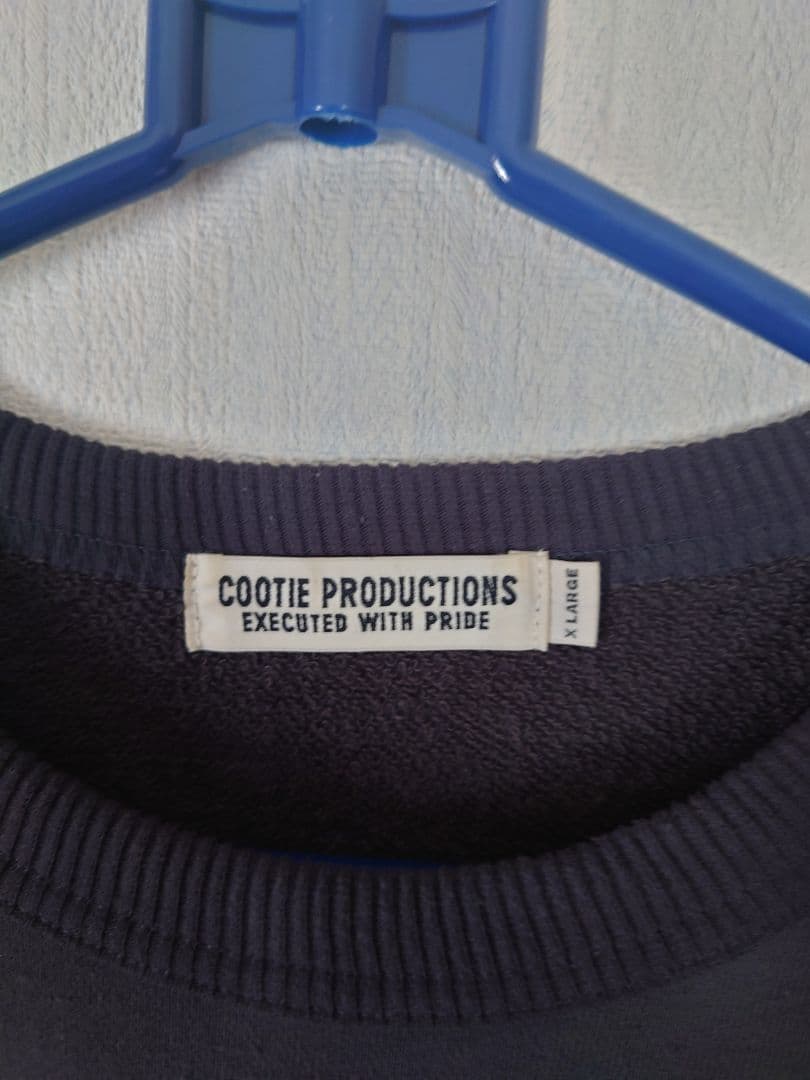 COOTIE PRODUCTIONS
EXECUTED WITH PRIDE
X LARGE